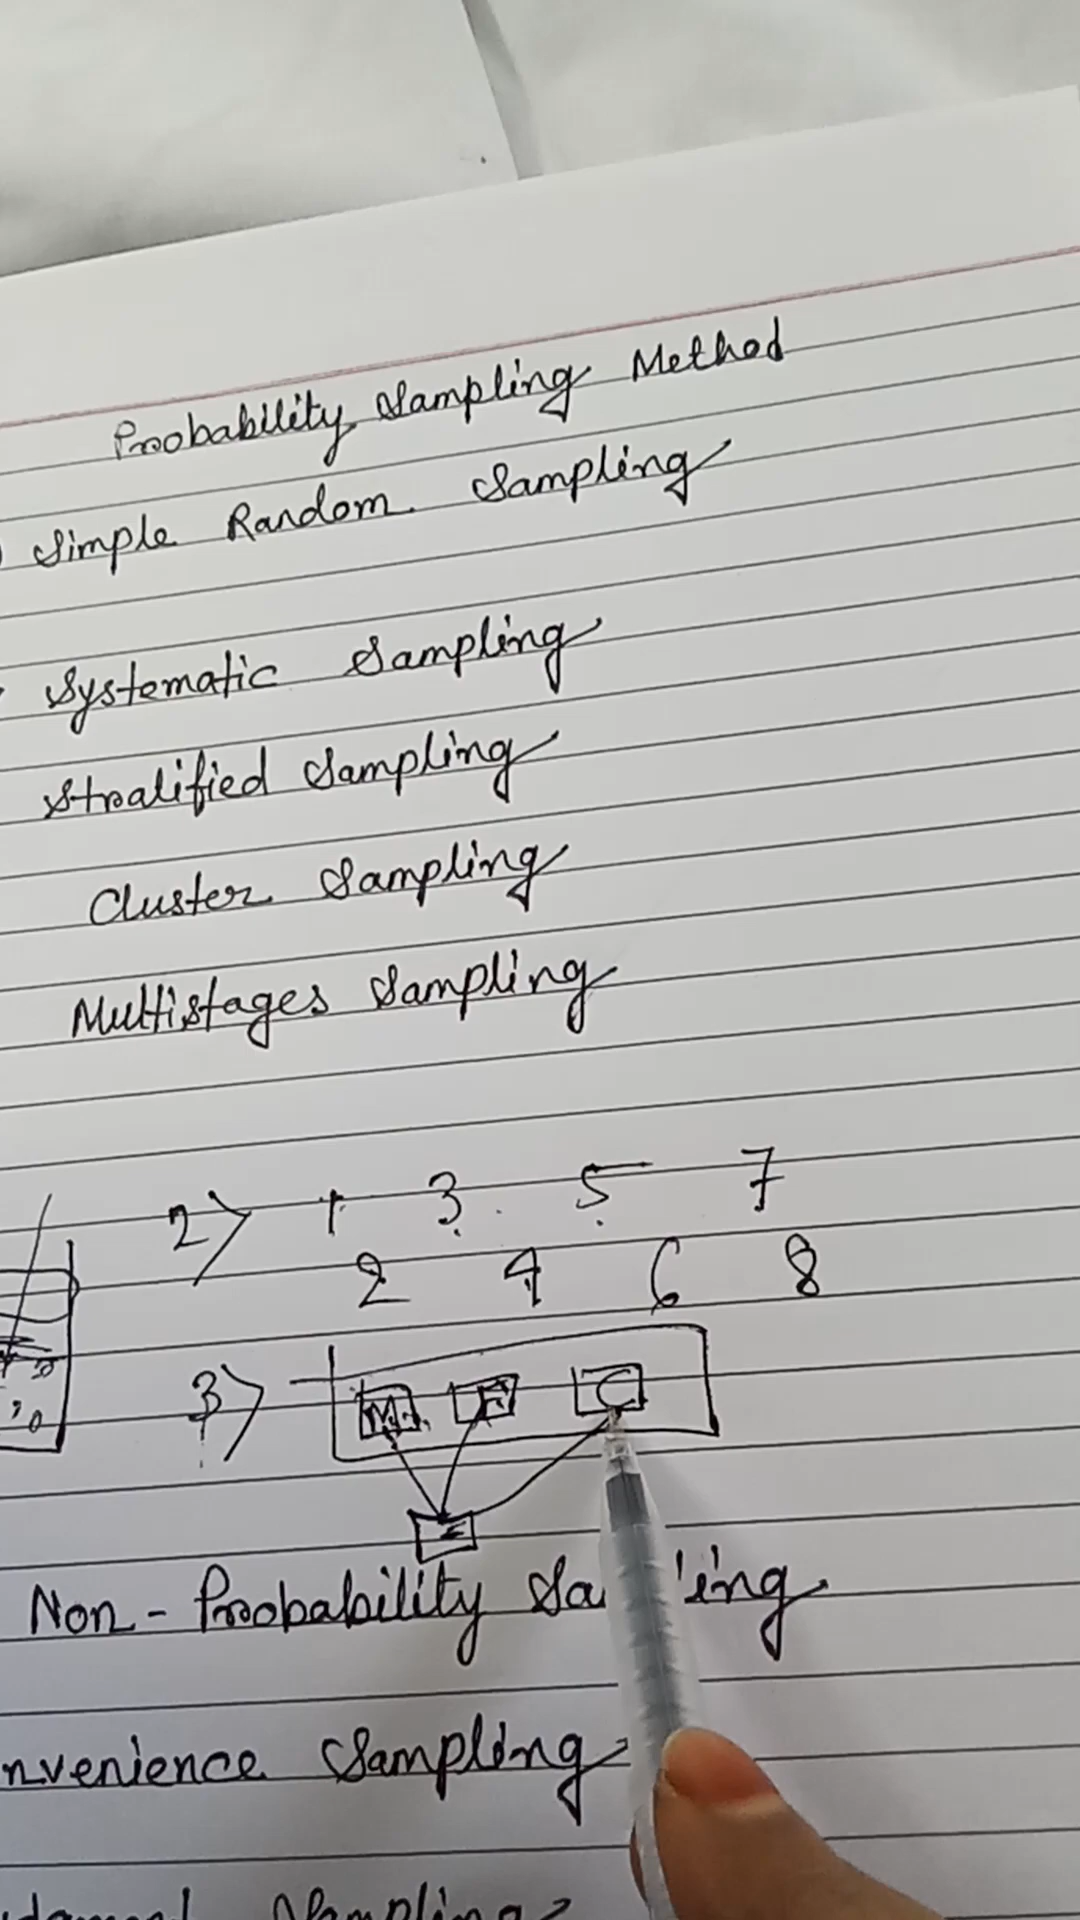 Probability Sampling Method
Simple Random Sampling
Systematic Sampling
Stratified Sampling
Cluster Sampling
Multistages Sampling
2) 1 3 5 7
2 4 6 8
3) M F C
Non - Probability
Sampling